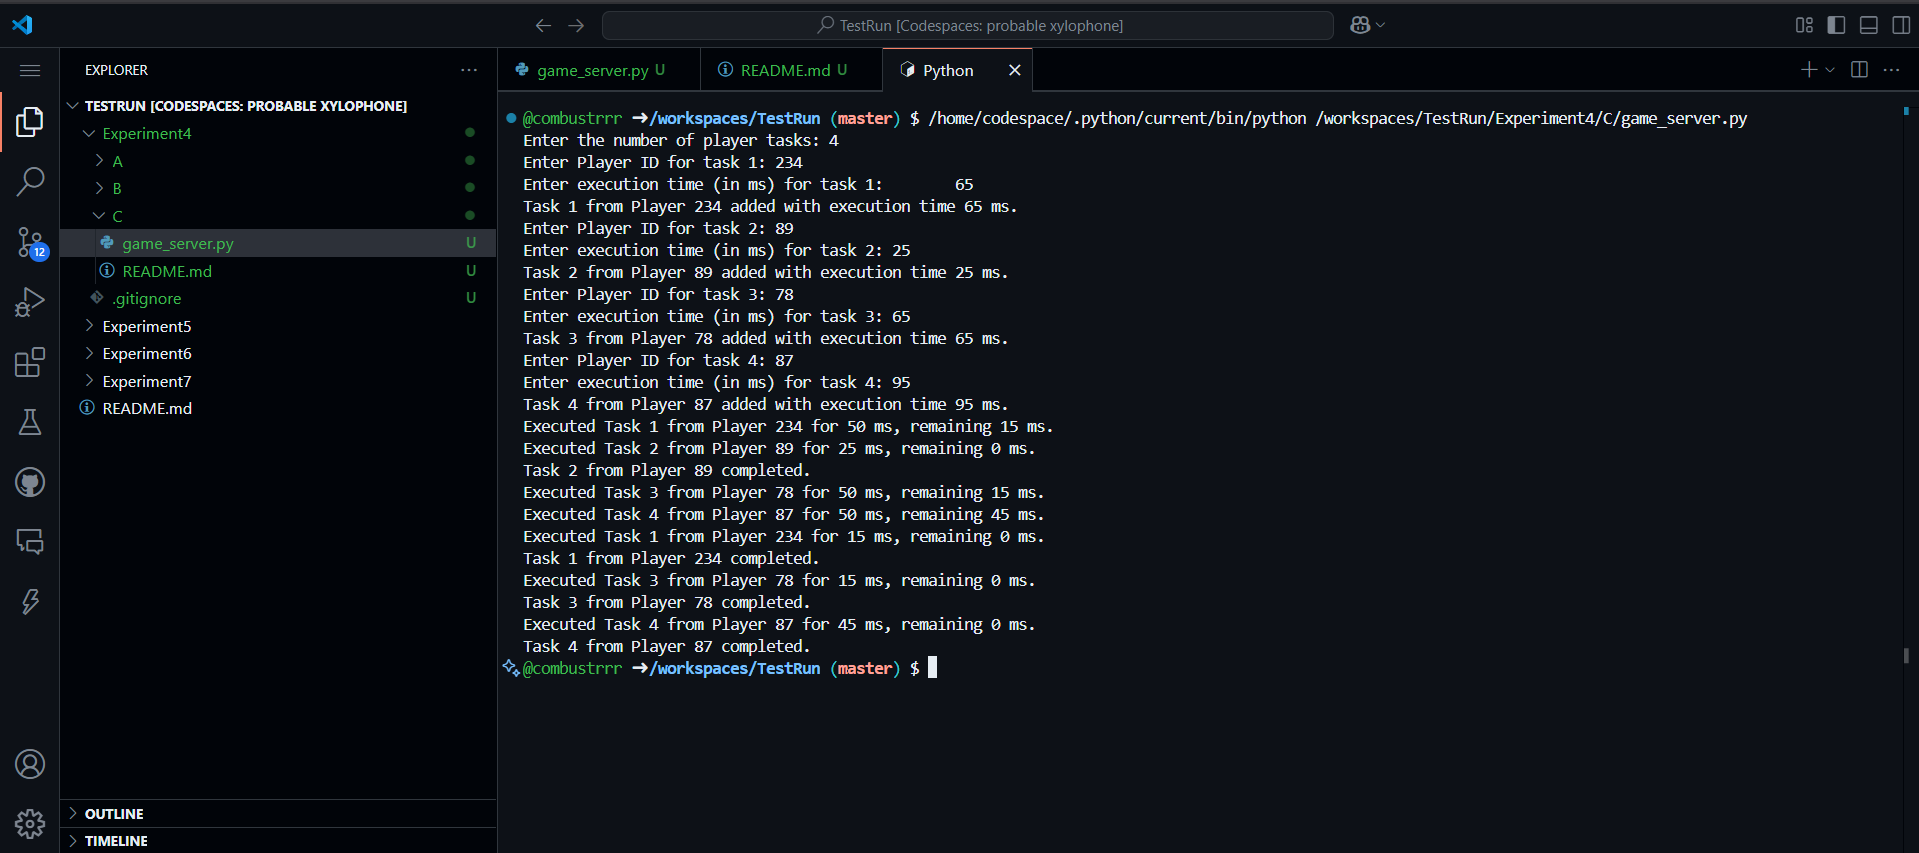 TestRun [Codespaces: probable xylophone]
EXPLORER
TESTRUN [CODESPACES: PROBABLE XYLOPHONE]
Experiment4
A
B
C
game_server.py U
README.md U
.gitignore U
Experiment5
Experiment6
Experiment7
README.md
12
OUTLINE
TIMELINE
game_server.py U
README.md U
Python
@combustrrr ➜/workspaces/TestRun (master) $ /home/codespace/.python/current/bin/python /workspaces/TestRun/Experiment4/C/game_server.py
Enter the number of player tasks: 4
Enter Player ID for task 1: 234
Enter execution time (in ms) for task 1:        65
Task 1 from Player 234 added with execution time 65 ms.
Enter Player ID for task 2: 89
Enter execution time (in ms) for task 2: 25
Task 2 from Player 89 added with execution time 25 ms.
Enter Player ID for task 3: 78
Enter execution time (in ms) for task 3: 65
Task 3 from Player 78 added with execution time 65 ms.
Enter Player ID for task 4: 87
Enter execution time (in ms) for task 4: 95
Task 4 from Player 87 added with execution time 95 ms.
Executed Task 1 from Player 234 for 50 ms, remaining 15 ms.
Executed Task 2 from Player 89 for 25 ms, remaining 0 ms.
Task 2 from Player 89 completed.
Executed Task 3 from Player 78 for 50 ms, remaining 15 ms.
Executed Task 4 from Player 87 for 50 ms, remaining 45 ms.
Executed Task 1 from Player 234 for 15 ms, remaining 0 ms.
Task 1 from Player 234 completed.
Executed Task 3 from Player 78 for 15 ms, remaining 0 ms.
Task 3 from Player 78 completed.
Executed Task 4 from Player 87 for 45 ms, remaining 0 ms.
Task 4 from Player 87 completed.
@combustrrr ➜/workspaces/TestRun (master) $